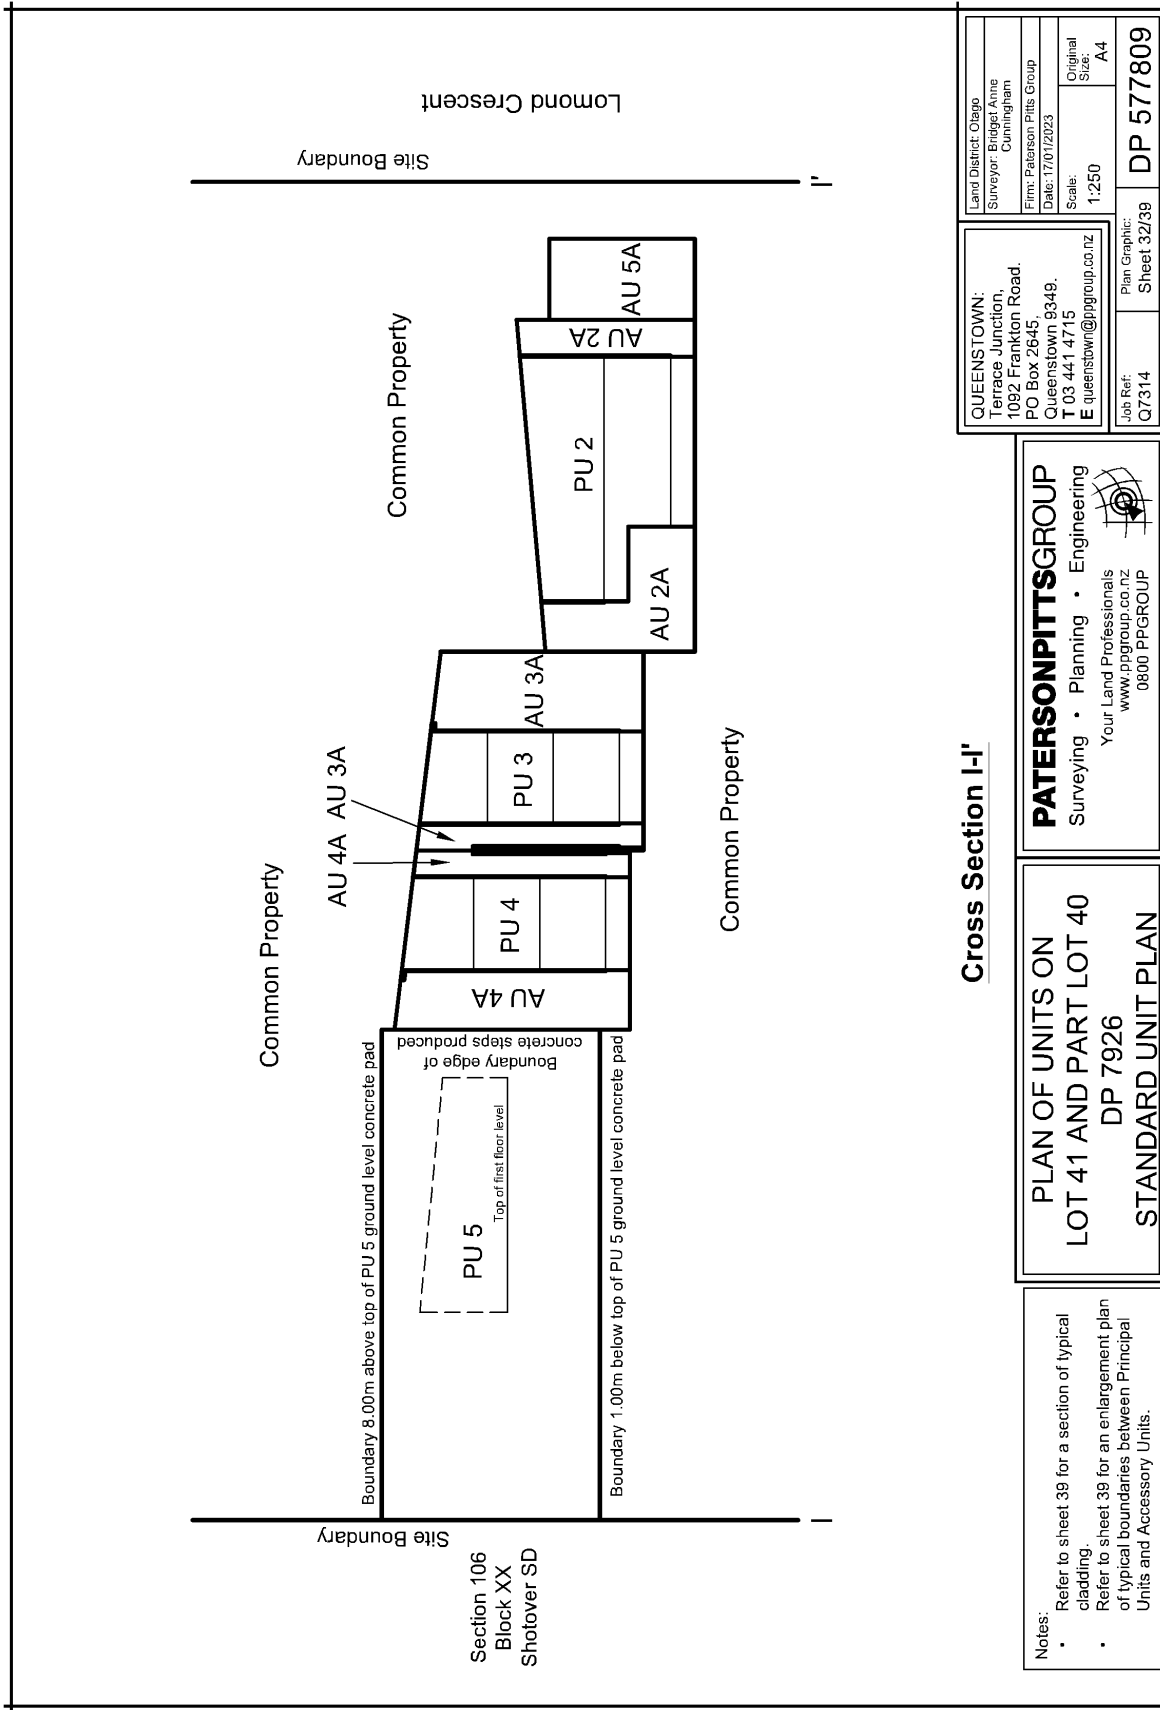 Lomond Crescent
Site Boundary
I'
Common Property
AU 5A
AU 2A
PU 2
AU 2A
AU 3A
PU 3
AU 4A AU 3A
Common Property
PU 4
AU 4A
Common Property
Boundary edge of
concrete steps produced
Boundary 8.00m above top of PU 5 ground level concrete pad
Top of first floor level
PU 5
Boundary 1.00m below top of PU 5 ground level concrete pad
Site Boundary
I
Section 106
Block XX
Shotover SD
Cross Section I-I'
Notes:
• Refer to sheet 39 for a section of typical
cladding.
• Refer to sheet 39 for an enlargement plan
of typical boundaries between Principal
Units and Accessory Units.
PLAN OF UNITS ON
LOT 41 AND PART LOT 40
DP 7926
STANDARD UNIT PLAN
PATERSONPITTSGROUP
Surveying • Planning • Engineering
Your Land Professionals
www.ppgroup.co.nz
0800 PPGROUP
QUEENSTOWN:
Terrace Junction,
1092 Frankton Road.
PO Box 2645,
Queenstown 9349.
T 03 441 4715
E queenstown@ppgroup.co.nz
Land District: Otago
Surveyor: Bridget Anne
Cunningham
Firm: Paterson Pitts Group
Date: 17/01/2023
Scale:
1:250
Original
Size:
A4
Job Ref:
Q7314
Plan Graphic:
Sheet 32/39
DP 577809